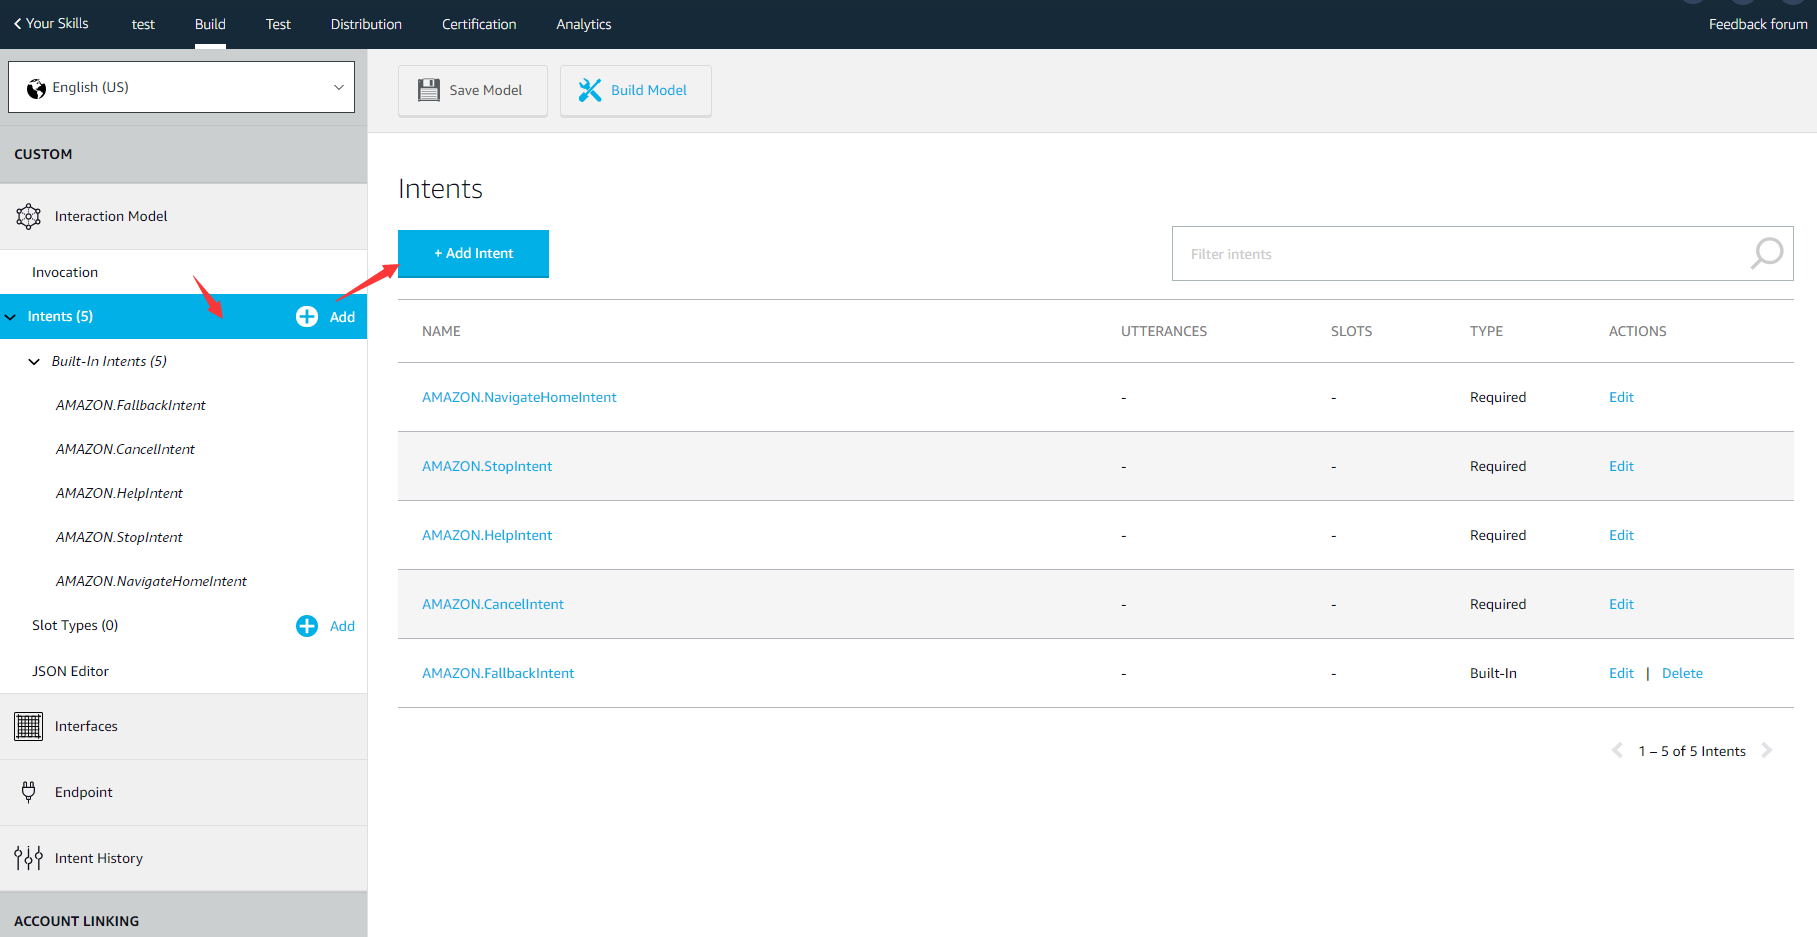 Your Skills test Build Test Distribution Certification Analytics Feedback forum
English (US)
Save Model Build Model
CUSTOM
Interaction Model
Invocation
Intents (5) Add
Built-In Intents (5)
AMAZON.FallbackIntent
AMAZON.CancelIntent
AMAZON.HelpIntent
AMAZON.StopIntent
AMAZON.NavigateHomeIntent
Slot Types (0) Add
JSON Editor
Interfaces
Endpoint
Intent History
ACCOUNT LINKING
Intents
+ Add Intent
Filter intents
NAME UTTERANCES SLOTS TYPE ACTIONS
AMAZON.NavigateHomeIntent - - Required Edit
AMAZON.StopIntent - - Required Edit
AMAZON.HelpIntent - - Required Edit
AMAZON.CancelIntent - - Required Edit
AMAZON.FallbackIntent - - Built-In Edit | Delete
1 – 5 of 5 Intents